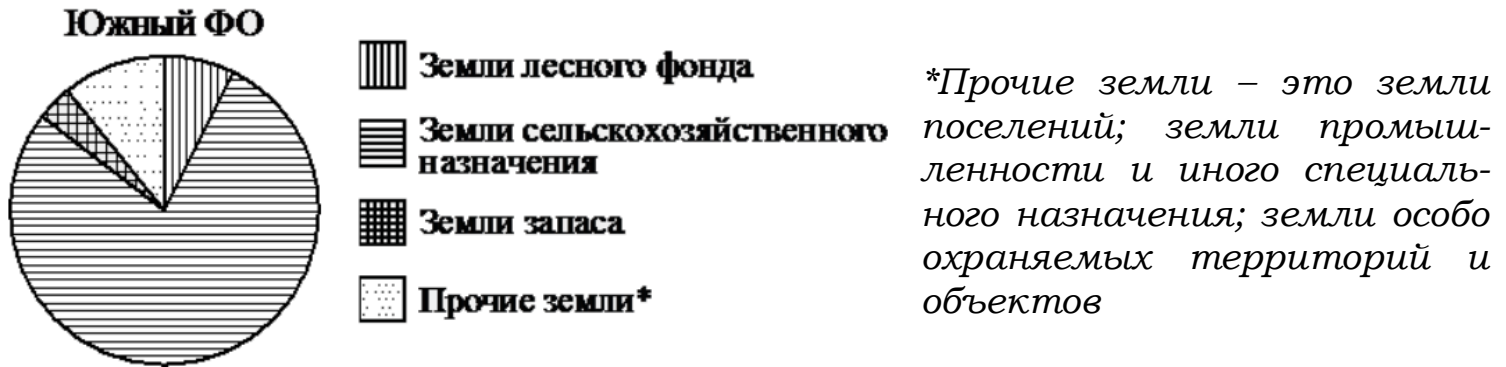 Южный ФО
Земли лесного фонда
Земли сельскохозяйственного
назначения
Земли запаса
Прочие земли*
*Прочие земли – это земли
поселений; земли промыш-
ленности и иного специаль-
ного назначения; земли особо
охраняемых территорий и
объектов